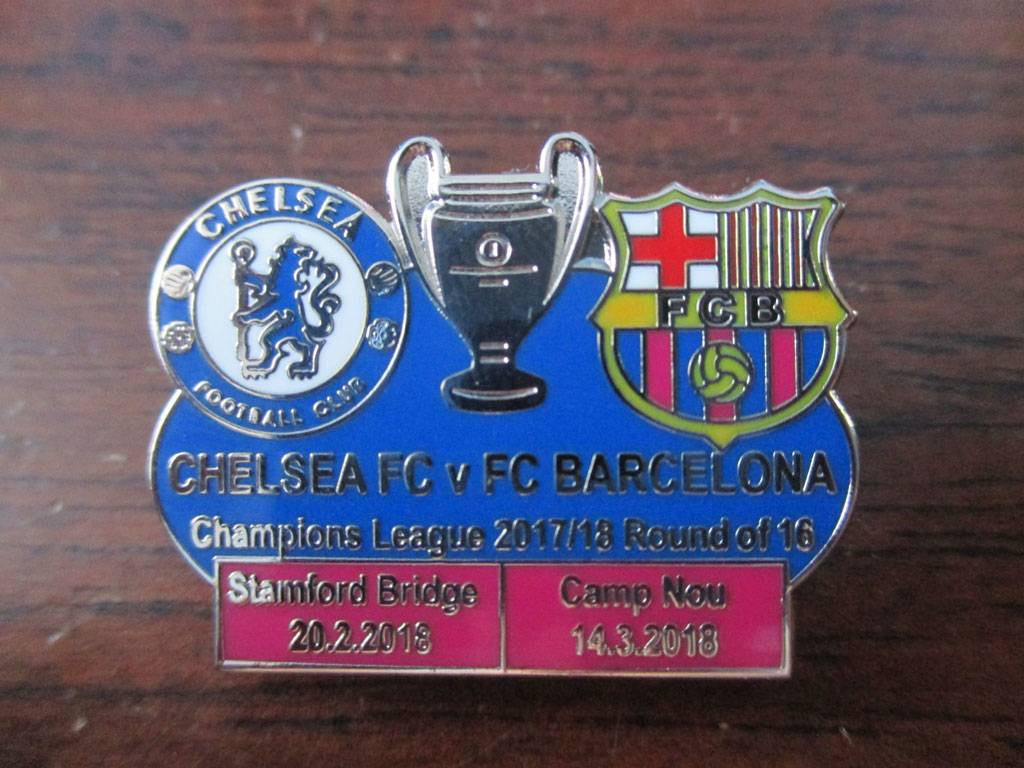 CHELSEA
FOOTBALL CLUB
FCB
CHELSEA FC v FC BARCELONA
Champions League 2017/18 Round of 16
Stamford Bridge
20.2.2018
Camp Nou
14.3.2018